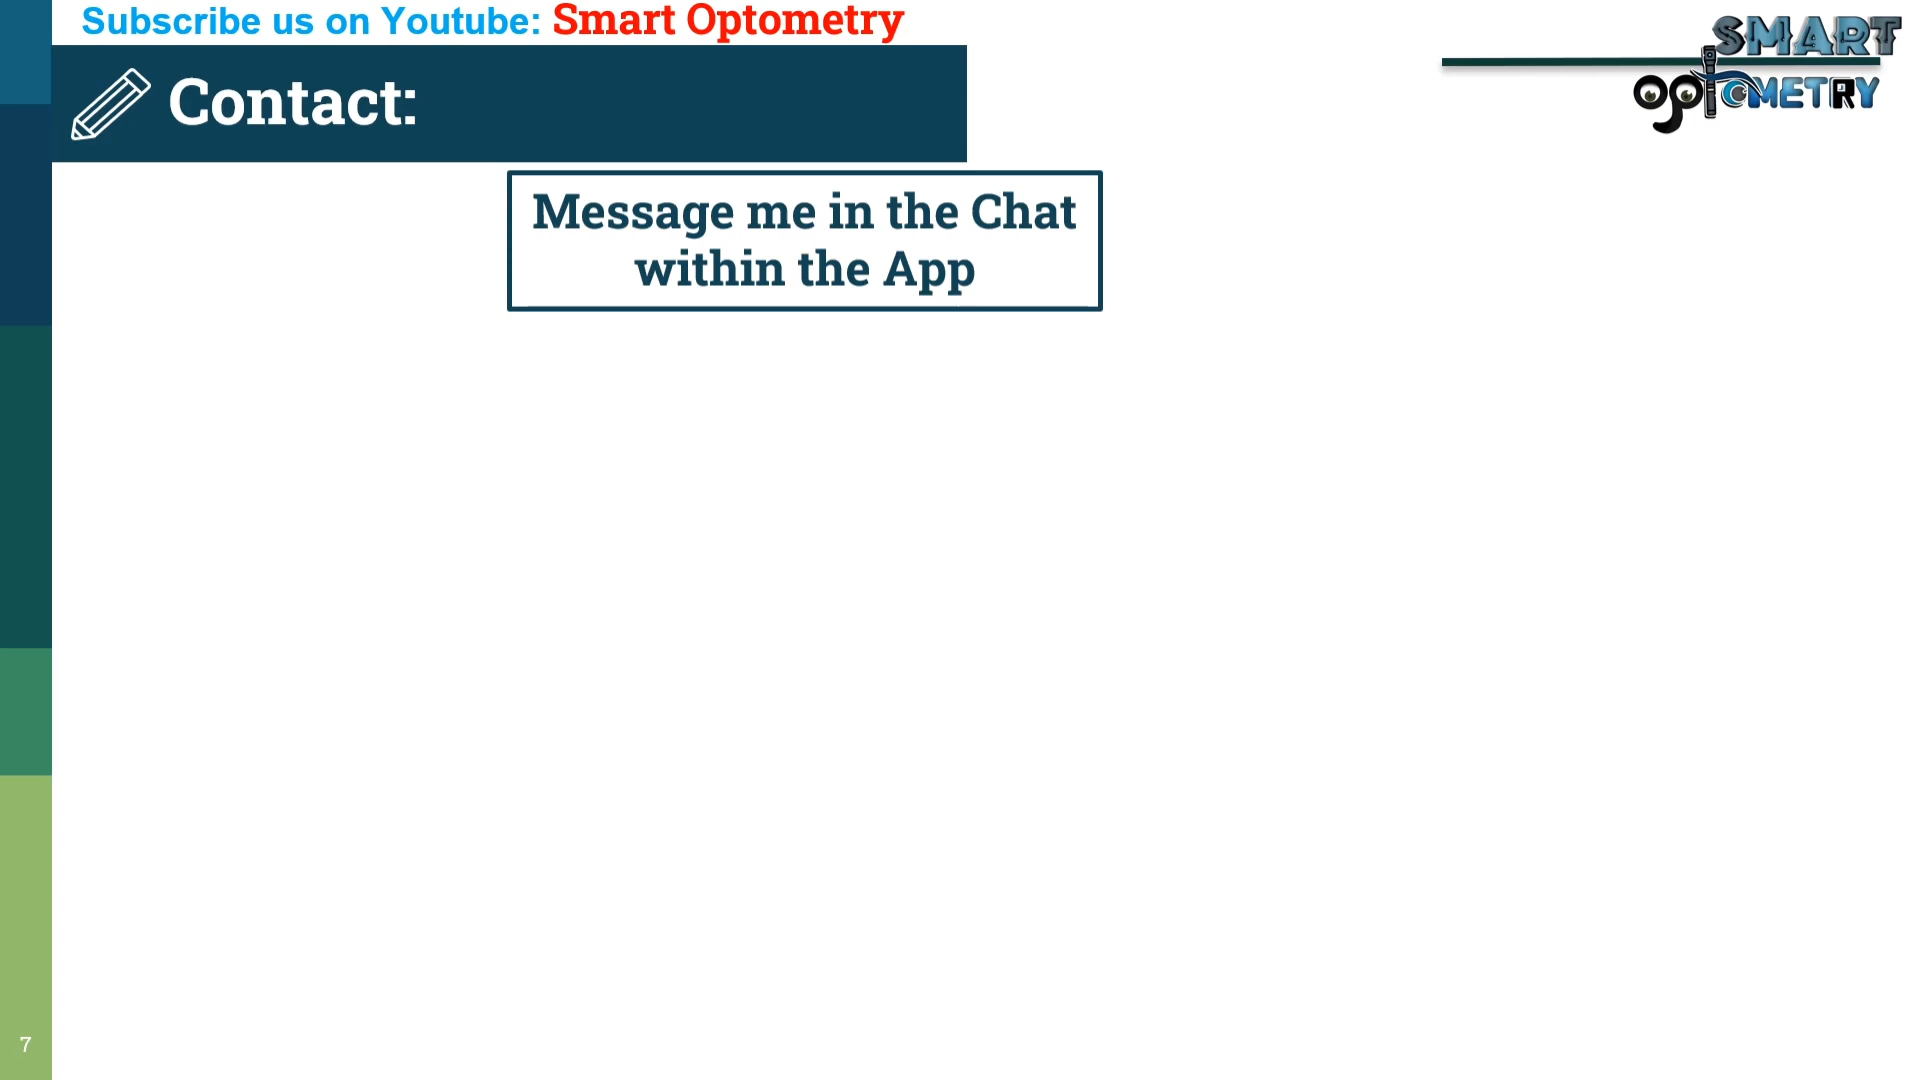 Subscribe us on Youtube: Smart Optometry
SMART
OptOMETRY
Contact:
Message me in the Chat
within the App
7